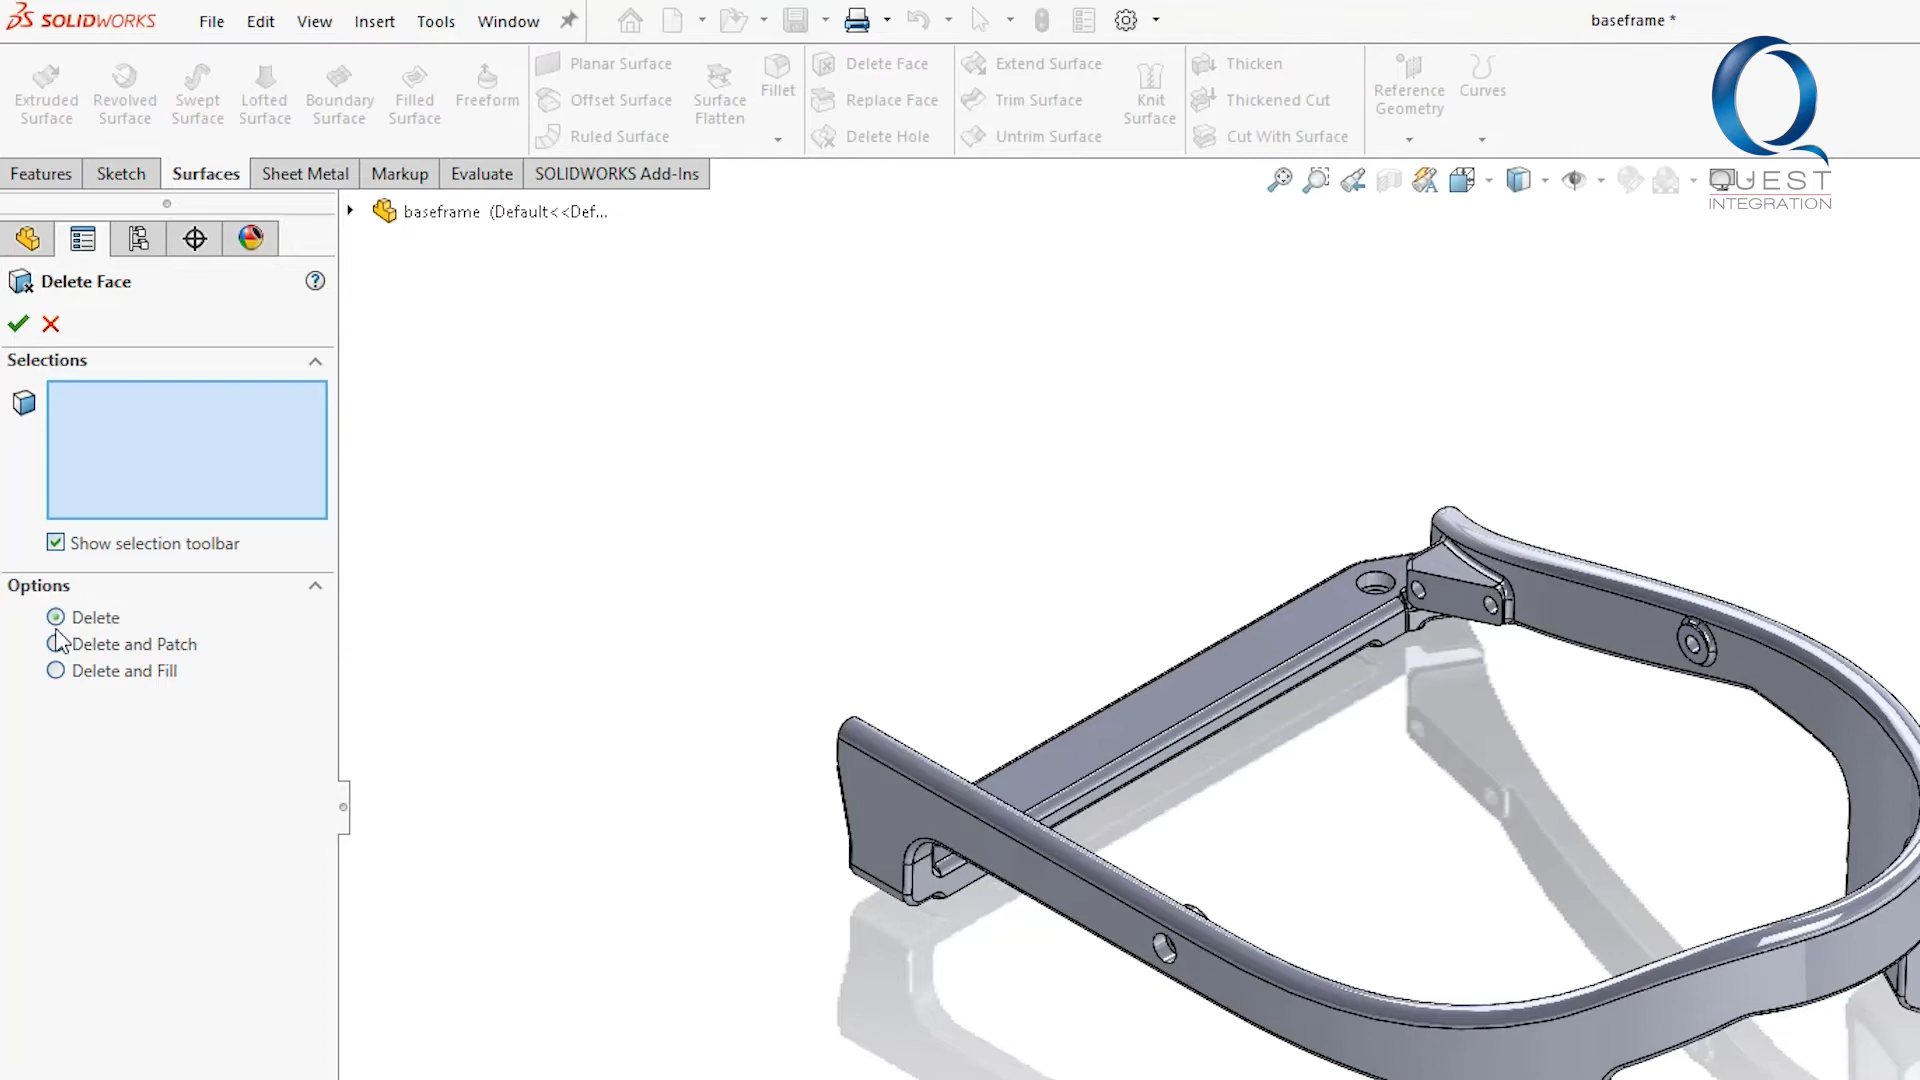 SOLIDWORKS File Edit View Insert Tools Window baseframe *
Extruded Surface
Revolved Surface
Swept Surface
Lofted Surface
Boundary Surface
Filled Surface
Freeform
Planar Surface
Offset Surface
Ruled Surface
Surface Flatten
Fillet
Delete Face
Replace Face
Delete Hole
Extend Surface
Trim Surface
Untrim Surface
Knit Surface
Thicken
Thickened Cut
Cut With Surface
Reference Geometry
Curves
Features Sketch Surfaces Sheet Metal Markup Evaluate SOLIDWORKS Add-Ins
QUEST
INTEGRATION
baseframe (Default<<Def...
Delete Face
Selections
Show selection toolbar
Options
Delete
Delete and Patch
Delete and Fill